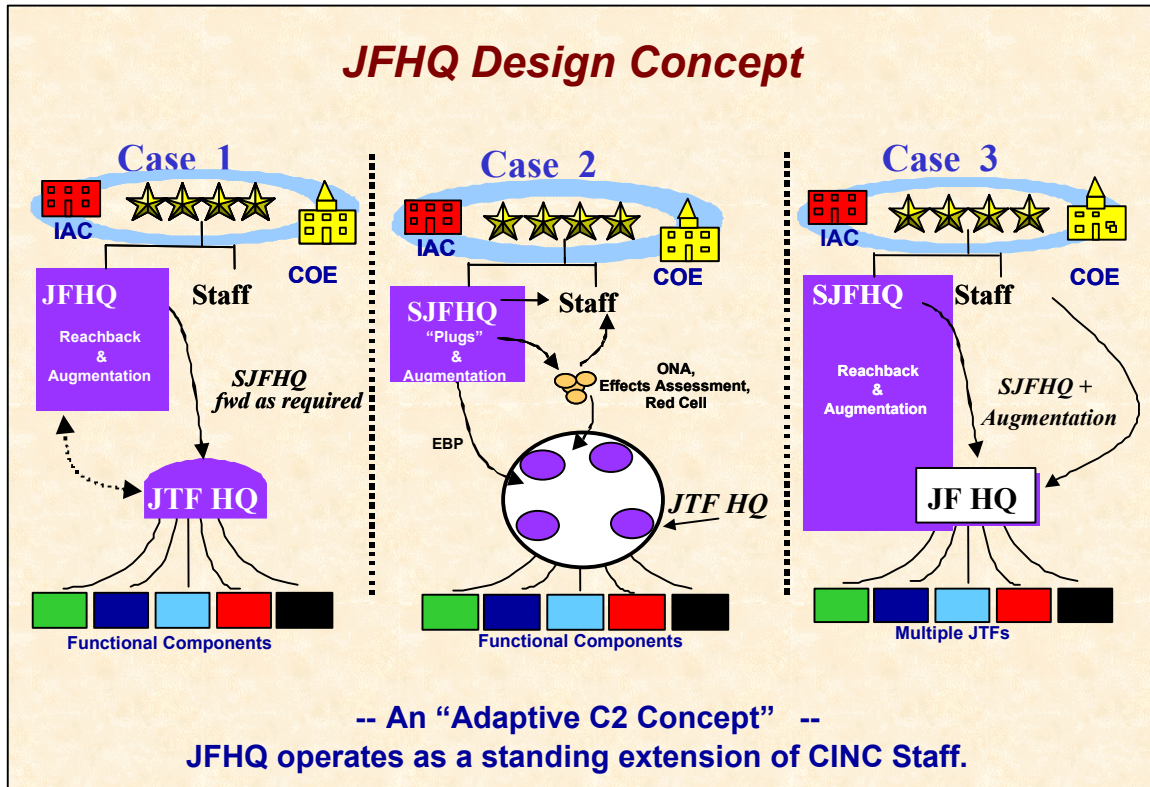 JFHQ Design Concept
Case 1
IAC
COE
JFHQ
Staff
Reachback
&
Augmentation
SJFHQ
fwd as required
JTF HQ
Functional Components
Case 2
IAC
COE
SJFHQ
Staff
“Plugs”
&
Augmentation
ONA,
Effects Assessment,
Red Cell
EBP
JTF HQ
Functional Components
Case 3
IAC
COE
SJFHQ
Staff
Reachback
&
Augmentation
SJFHQ +
Augmentation
JF HQ
Multiple JTFs
-- An “Adaptive C2 Concept” --
JFHQ operates as a standing extension of CINC Staff.